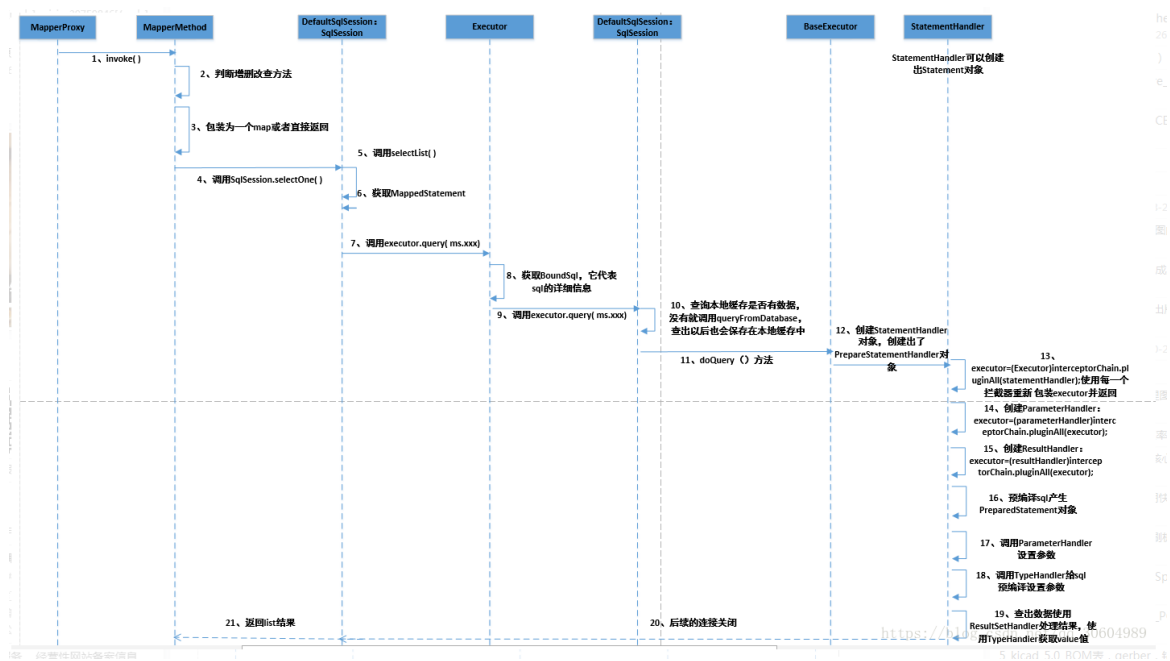 MapperProxy
MapperMethod
DefaultSqlSession：
SqlSession
Executor
DefaultSqlSession：
SqlSession
BaseExecutor
StatementHandler
1、invoke( )
StatementHandler可以创建
出Statement对象
2、判断增删改查方法
3、包装为一个map或者直接返回
5、调用selectList( )
4、调用SqlSession.selectOne( )
6、获取MappedStatement
7、调用executor.query( ms.xxx)
8、获取BoundSql，它代表
sql的详细信息
9、调用executor.query( ms.xxx)
10、查询本地缓存是否有数据，
没有就调用queryFromDatabase，
查出以后也会保存在本地缓存中
11、doQuery（）方法
12、创建StatementHandler
对象，创建出了
PrepareStatementHandler对
象
13、
executor=(Executor)interceptorChain.pl
uginAll(statementHandler);使用每一个
拦截器重新包装executor并返回
14、创建ParameterHandler：
executor=(parameterHandler)interc
eptorChain.pluginAll(executor);
15、创建ResultHandler：
executor=(resultHandler)intercep
torChain.pluginAll(executor);
16、预编译sql产生
PreparedStatement对象
17、调用ParameterHandler
设置参数
18、调用TypeHandler给sql
预编译设置参数
19、查出数据使用
ResultSetHandler处理结果，使
用TypeHandler获取value值
20、后续的连接关闭
21、返回list结果